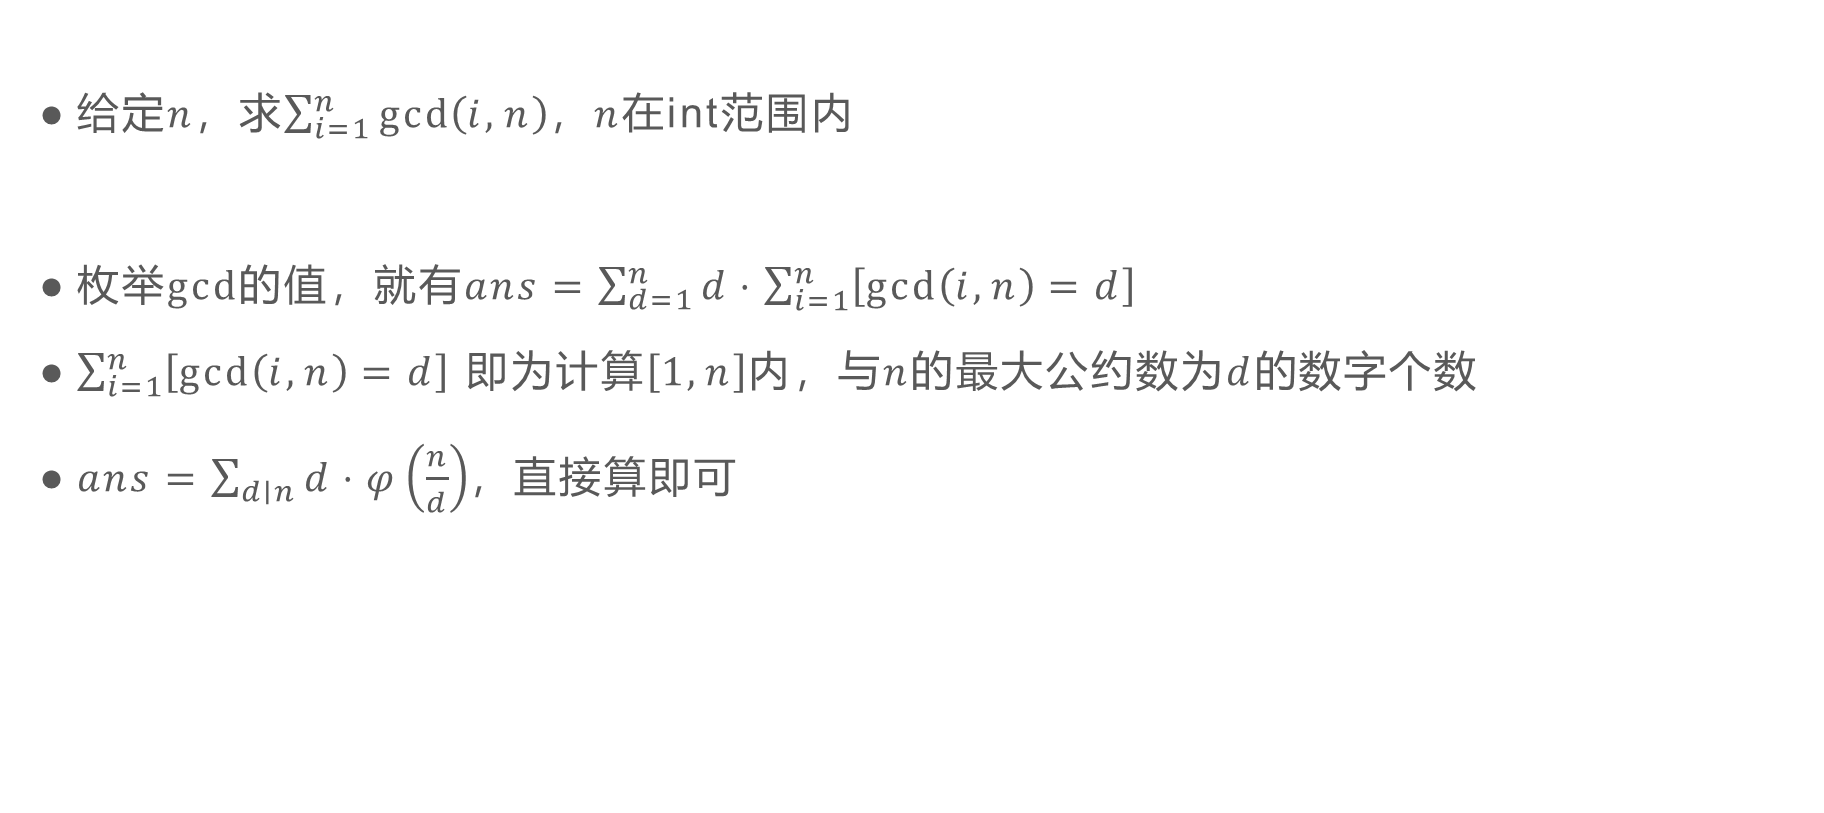 ● 给定n，求∑_{i=1}^{n} gcd(i, n)，n在int范围内
● 枚举gcd的值，就有ans = ∑_{d=1}^{n} d · ∑_{i=1}^{n}[gcd(i, n) = d]
● ∑_{i=1}^{n}[gcd(i, n) = d] 即为计算[1, n]内，与n的最大公约数为d的数字个数
● ans = ∑_{d|n} d · φ(n/d)，直接算即可